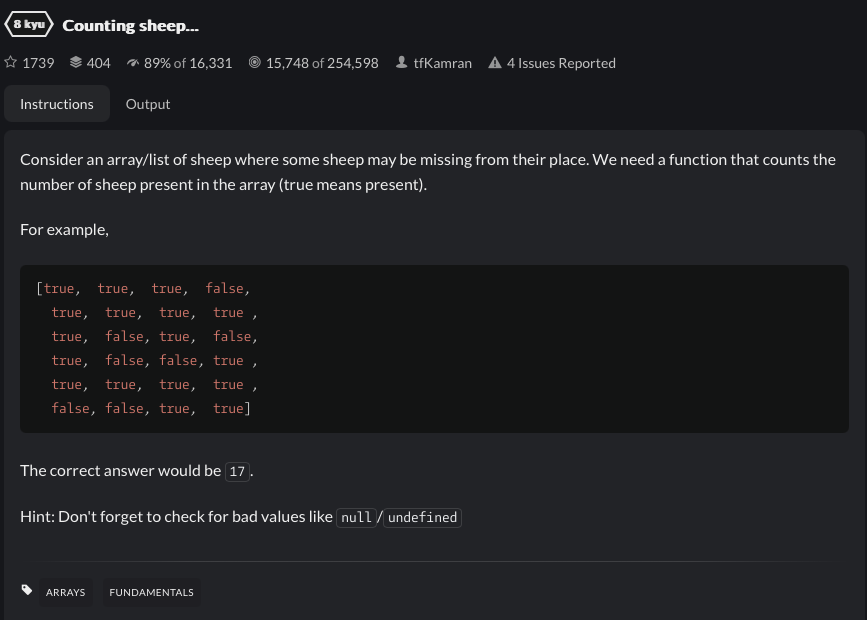 8 kyu Counting sheep...
1739 404 89% of 16,331 15,748 of 254,598 tfKamran 4 Issues Reported
Instructions Output
Consider an array/list of sheep where some sheep may be missing from their place. We need a function that counts the
number of sheep present in the array (true means present).
For example,
[true,  true,  true,  false,
  true,  true,  true,  true ,
  true,  false, true,  false,
  true,  false, false, true ,
  true,  true,  true,  true ,
  false, false, true,  true]
The correct answer would be 17.
Hint: Don't forget to check for bad values like null/undefined
ARRAYS FUNDAMENTALS